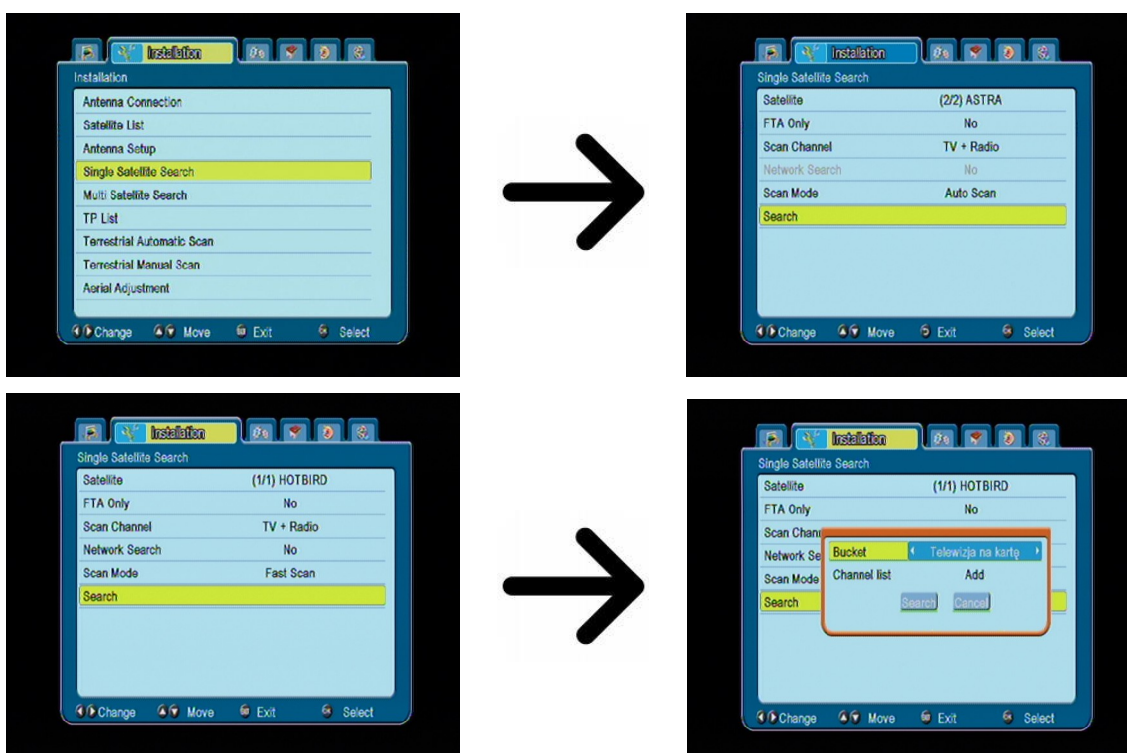 Installation
Installation
Antenna Connection
Satellite List
Antenna Setup
Single Satellite Search
Multi Satellite Search
TP List
Terrestrial Automatic Scan
Terrestrial Manual Scan
Aerial Adjustment
Change Move Exit Select
Installation
Single Satellite Search
Satellite (2/2) ASTRA
FTA Only No
Scan Channel TV + Radio
Network Search No
Scan Mode Auto Scan
Search
Change Move Exit Select
Installation
Single Satellite Search
Satellite (1/1) HOTBIRD
FTA Only No
Scan Channel TV + Radio
Network Search No
Scan Mode Fast Scan
Search
Change Move Exit Select
Installation
Single Satellite Search
Satellite (1/1) HOTBIRD
FTA Only No
Scan Chann
Network Se
Scan Mode
Search
Bucket Telewizja na kartę
Channel list Add
Search Cancel
Change Move Exit Select